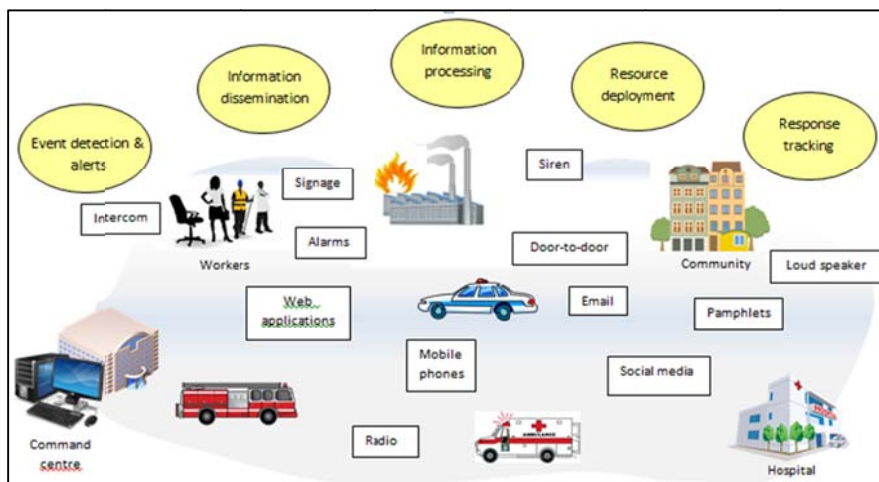 Information
processing
Information
dissemination
Resource
deployment
Event detection &
alerts
Response
tracking
Siren
Signage
Intercom
Alarms
Door-to-door
Workers
Community
Loud speaker
Web
applications
Email
Pamphlets
Mobile
phones
Social media
Command
centre
Radio
AMBULANCE
Hospital